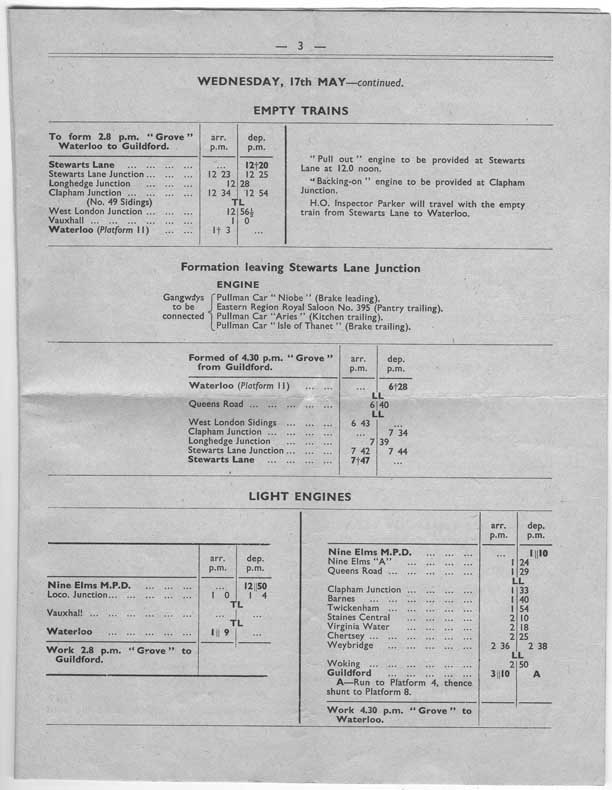 — 3 —
WEDNESDAY, 17th MAY—continued.
EMPTY TRAINS
To form 2.8 p.m. "Grove" Waterloo to Guildford. arr. p.m. dep. p.m.
Stewarts Lane ... ... ... ... ... 12†20
Stewarts Lane Junction ... ... ... 12 23 12 25
Longhedge Junction ... ... ... 12 28
Clapham Junction ... ... ... ... 12 34 12 54
(No. 49 Sidings) TL
West London Junction ... ... ... 12 56½
Vauxhall ... ... ... ... ... 1 0
Waterloo (Platform 11) ... ... 1† 3 ...
"Pull out" engine to be provided at Stewarts
Lane at 12.0 noon.
"Backing-on" engine to be provided at Clapham
Junction.
H.O. Inspector Parker will travel with the empty
train from Stewarts Lane to Waterloo.
Formation leaving Stewarts Lane Junction
ENGINE
Gangways to be connected
Pullman Car "Niobe" (Brake leading).
Eastern Region Royal Saloon No. 395 (Pantry trailing).
Pullman Car "Aries" (Kitchen trailing).
Pullman Car "Isle of Thanet" (Brake trailing).
Formed of 4.30 p.m. "Grove" from Guildford. arr. p.m. dep. p.m.
Waterloo (Platform 11) ... ... ... 6†28
LL
Queens Road ... ... ... ... ... 6 40
LL
West London Sidings ... ... ... 6 43 ...
Clapham Junction ... ... ... ... ... 7 34
Longhedge Junction ... ... ... 7 39
Stewarts Lane Junction ... ... ... 7 42 7 44
Stewarts Lane ... ... ... ... 7†47 ...
LIGHT ENGINES
arr. p.m. dep. p.m.
Nine Elms M.P.D. ... ... ... ... 12||50
Loco. Junction ... ... ... ... ... 1 0 1 4
TL
Vauxhall ... ... ... ... ... ... ...
TL
Waterloo ... ... ... ... ... 1|| 9 ...
Work 2.8 p.m. "Grove" to
Guildford.
arr. p.m. dep. p.m.
Nine Elms M.P.D. ... ... ... ... 1||10
Nine Elms "A" ... ... ... ... 1 24
Queens Road ... ... ... ... ... 1 29
LL
Clapham Junction ... ... ... ... 1 33
Barnes ... ... ... ... ... ... 1 40
Twickenham ... ... ... ... ... 1 54
Staines Central ... ... ... ... 2 10
Virginia Water ... ... ... ... 2 18
Chertsey ... ... ... ... ... ... 2 25
Weybridge ... ... ... ... ... 2 36 2 38
LL
Woking ... ... ... ... ... ... 2 50
Guildford ... ... ... ... ... 3||10 A
A—Run to Platform 4, thence
shunt to Platform 8.
Work 4.30 p.m. "Grove" to
Waterloo.